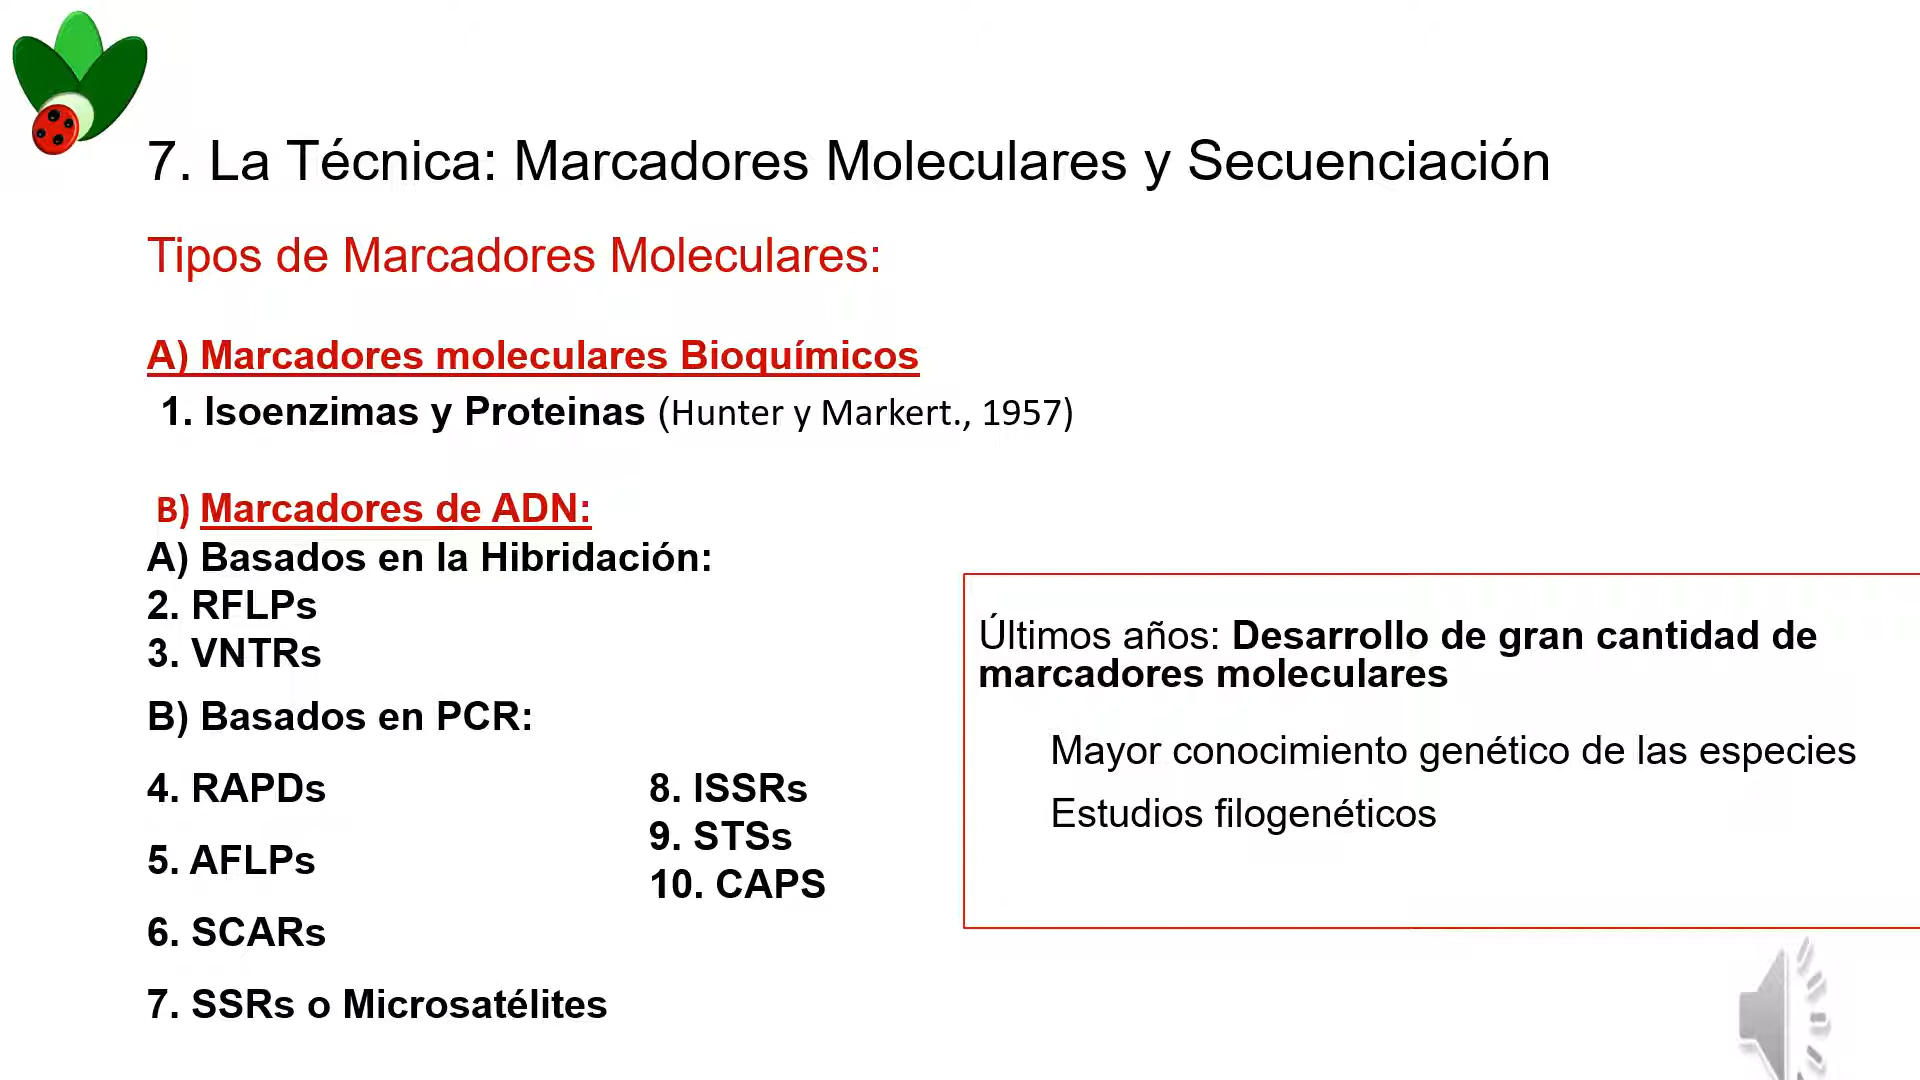 7. La Técnica: Marcadores Moleculares y Secuenciación
Tipos de Marcadores Moleculares:
A) Marcadores moleculares Bioquímicos
1. Isoenzimas y Proteinas (Hunter y Markert., 1957)
B) Marcadores de ADN:
A) Basados en la Hibridación:
2. RFLPs
3. VNTRs
B) Basados en PCR:
4. RAPDs
5. AFLPs
6. SCARs
7. SSRs o Microsatélites
8. ISSRs
9. STSs
10. CAPS
Últimos años: Desarrollo de gran cantidad de
marcadores moleculares
Mayor conocimiento genético de las especies
Estudios filogenéticos